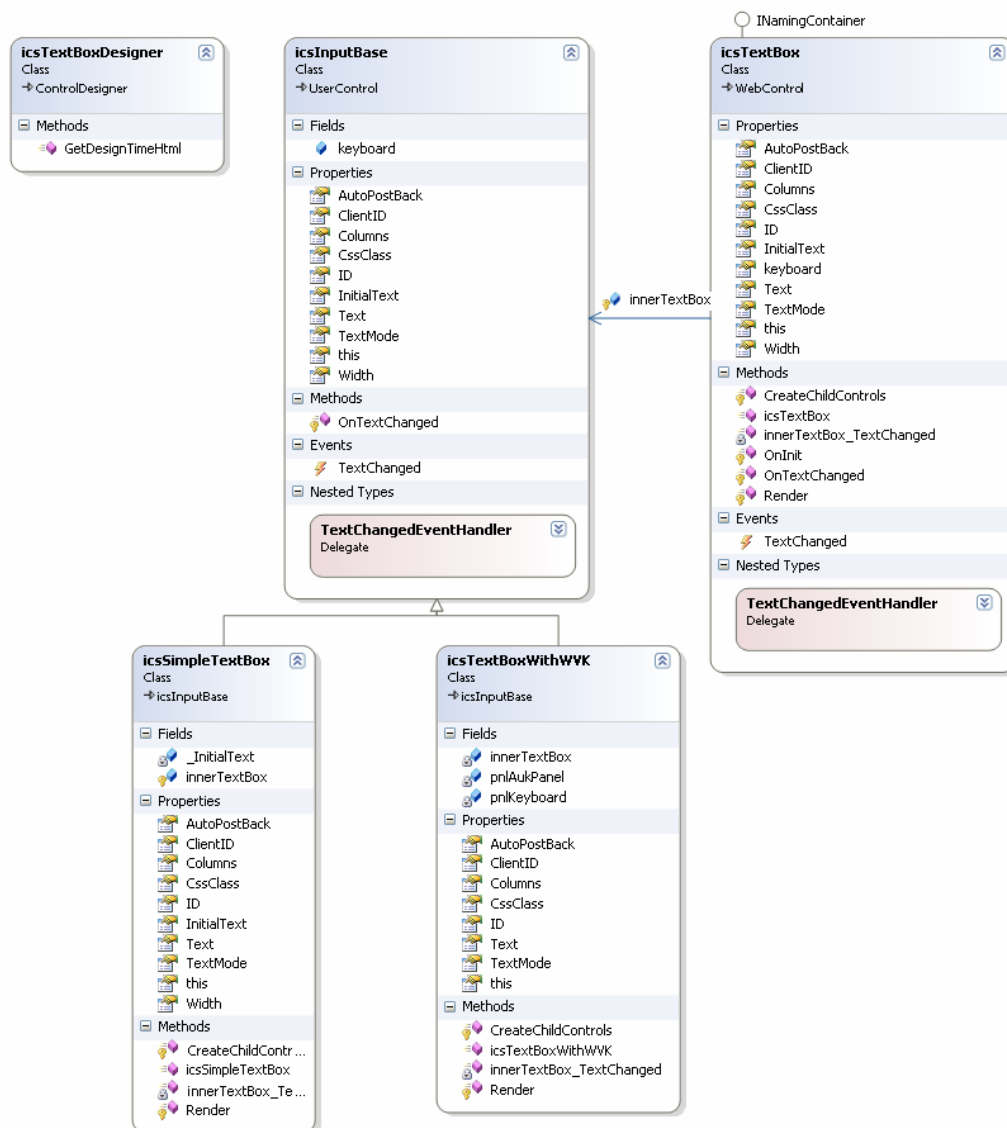 icsTextBoxDesigner
Class
ControlDesigner
Methods
GetDesignTimeHtml
icsInputBase
Class
UserControl
Fields
keyboard
Properties
AutoPostBack
ClientID
Columns
CssClass
ID
InitialText
Text
TextMode
this
Width
Methods
OnTextChanged
Events
TextChanged
Nested Types
TextChangedEventHandler
Delegate
innerTextBox
INamingContainer
icsTextBox
Class
WebControl
Properties
AutoPostBack
ClientID
Columns
CssClass
ID
InitialText
keyboard
Text
TextMode
this
Width
Methods
CreateChildControls
icsTextBox
innerTextBox_TextChanged
OnInit
OnTextChanged
Render
Events
TextChanged
Nested Types
TextChangedEventHandler
Delegate
icsSimpleTextBox
Class
icsInputBase
Fields
_InitialText
innerTextBox
Properties
AutoPostBack
ClientID
Columns
CssClass
ID
InitialText
Text
TextMode
this
Width
Methods
CreateChildContr...
icsSimpleTextBox
innerTextBox_Te...
Render
icsTextBoxWithWVK
Class
icsInputBase
Fields
innerTextBox
pnlAukPanel
pnlKeyboard
Properties
AutoPostBack
ClientID
Columns
CssClass
ID
Text
TextMode
this
Methods
CreateChildControls
icsTextBoxWithWVK
innerTextBox_TextChanged
Render